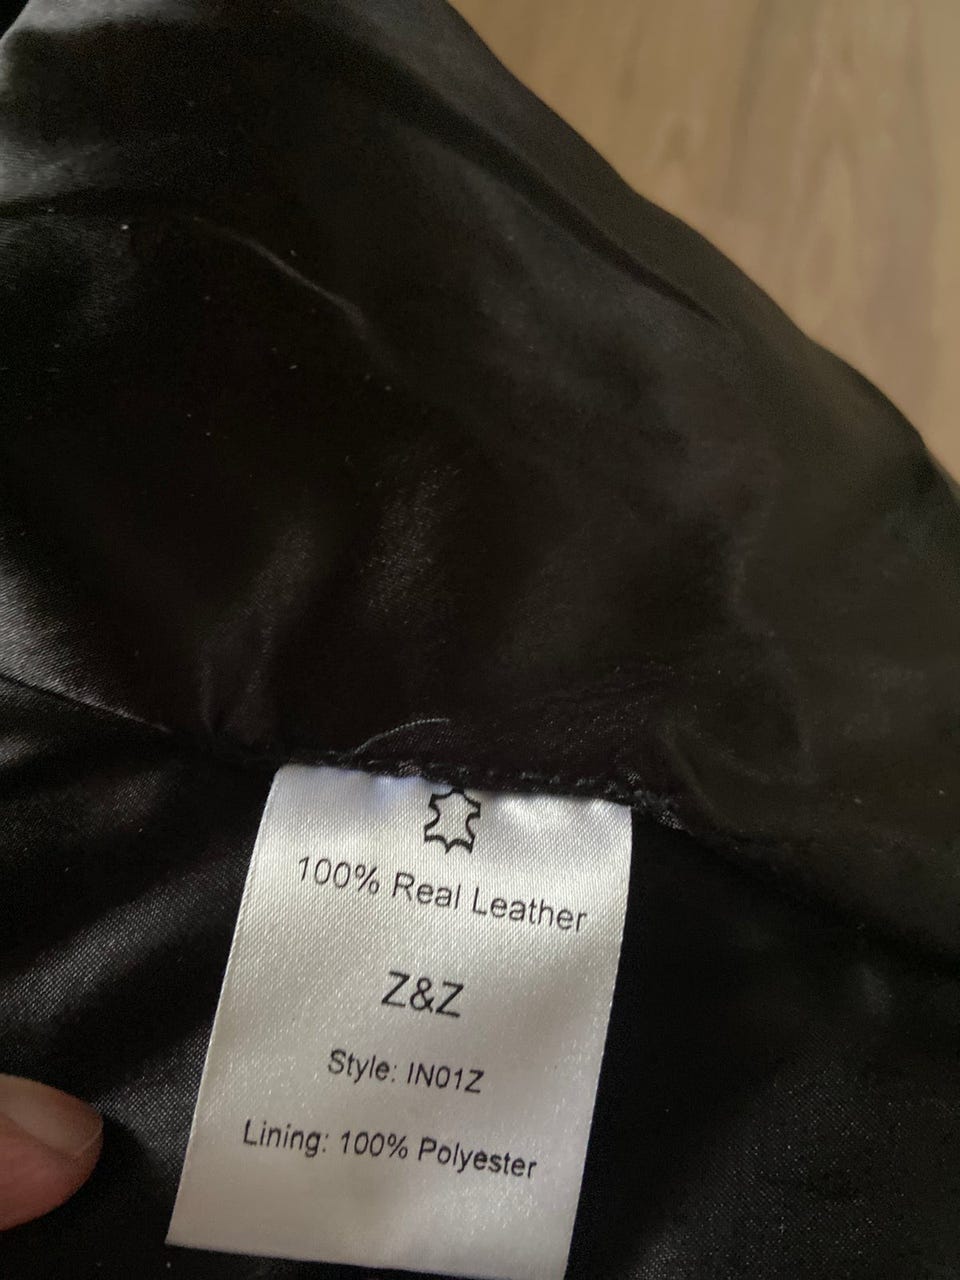 100% Real Leather
Z&Z
Style: IN01Z
Lining: 100% Polyester